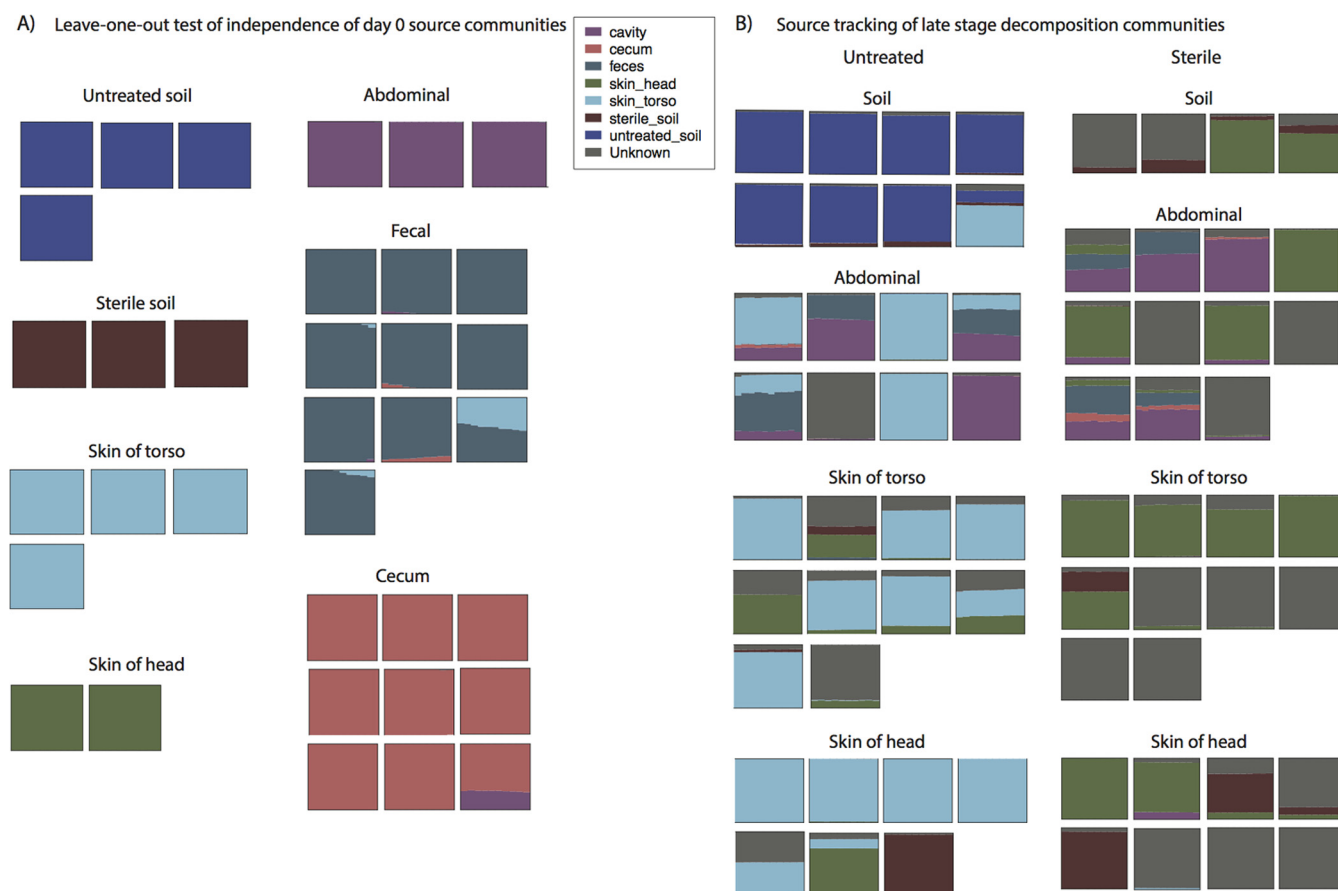 A) Leave-one-out test of independence of day 0 source communities
Untreated soil
Abdominal
Fecal
Sterile soil
Skin of torso
Cecum
Skin of head
cavity
cecum
feces
skin_head
skin_torso
sterile_soil
untreated_soil
Unknown
B) Source tracking of late stage decomposition communities
Untreated
Sterile
Soil
Soil
Abdominal
Abdominal
Skin of torso
Skin of torso
Skin of head
Skin of head